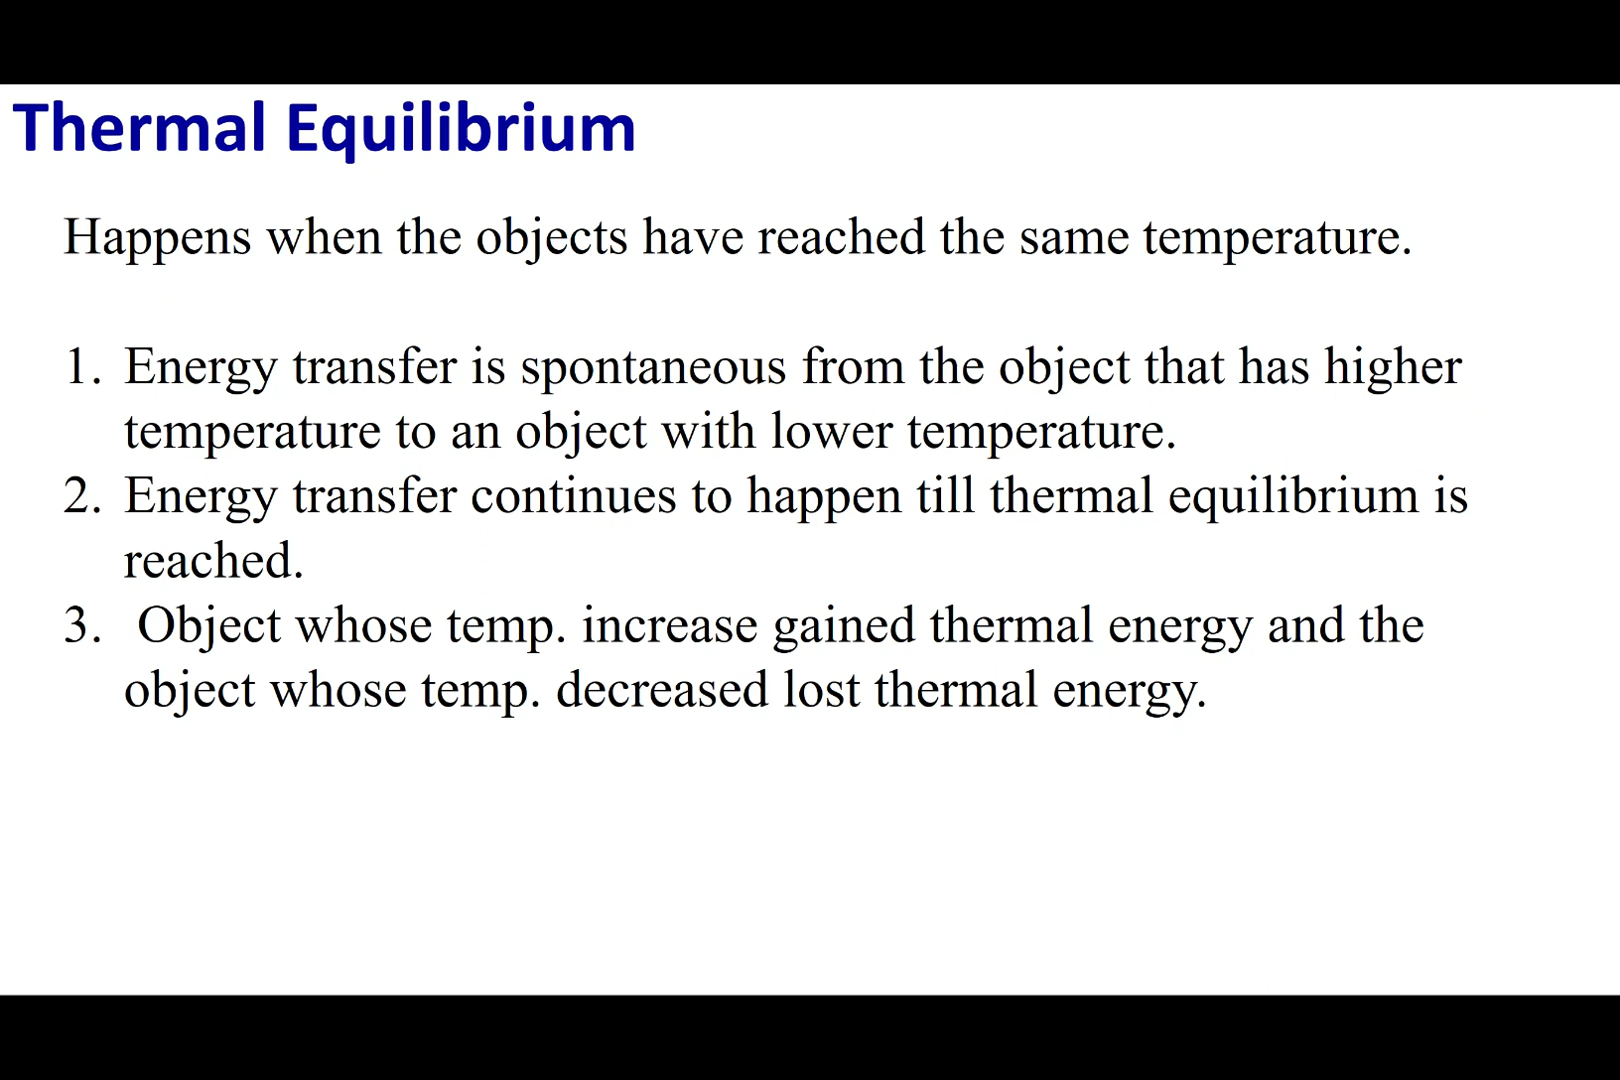 Thermal Equilibrium
Happens when the objects have reached the same temperature.
1. Energy transfer is spontaneous from the object that has higher
temperature to an object with lower temperature.
2. Energy transfer continues to happen till thermal equilibrium is
reached.
3. Object whose temp. increase gained thermal energy and the
object whose temp. decreased lost thermal energy.